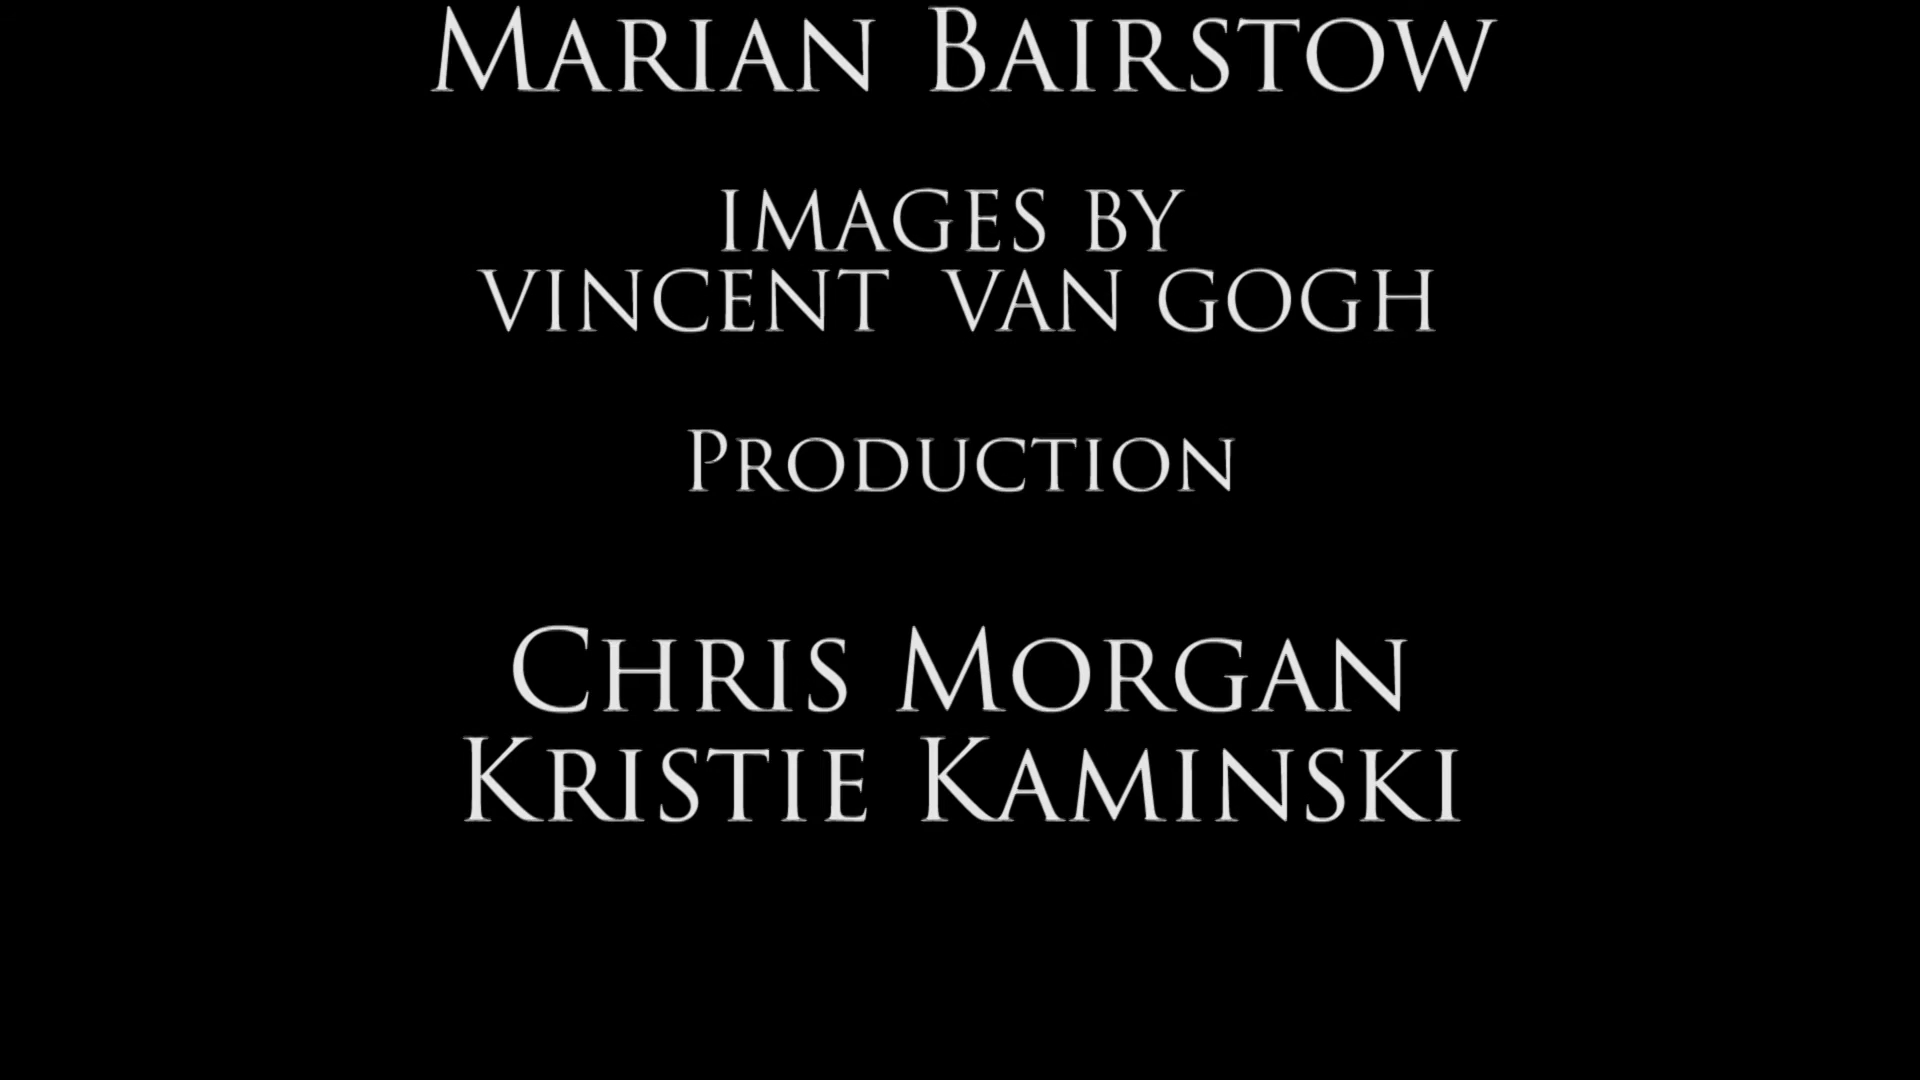 Marian Bairstow
IMAGES BY
VINCENT VAN GOGH
Production
Chris Morgan
Kristie Kaminski